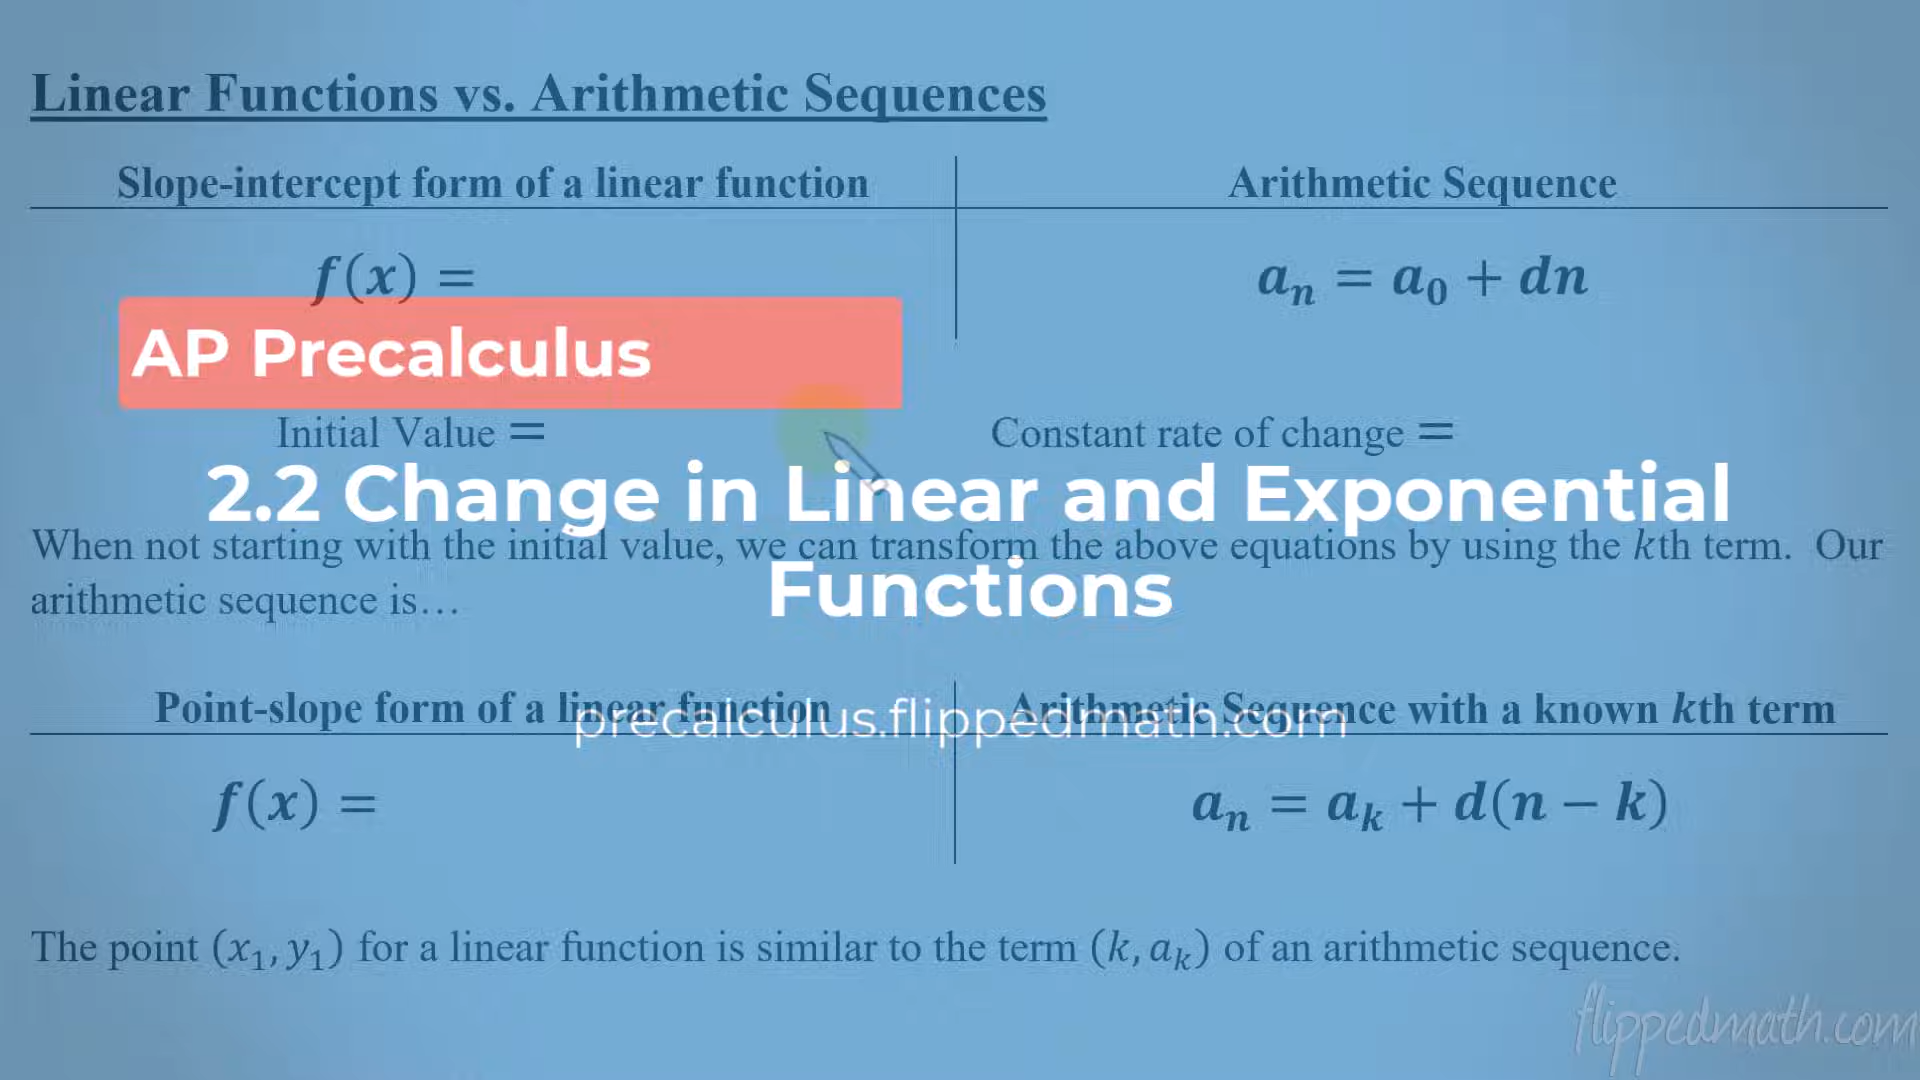 Linear Functions vs. Arithmetic Sequences
Slope-intercept form of a linear function
Arithmetic Sequence
f(x) =
aₙ = a₀ + dn
AP Precalculus
Initial Value =
Constant rate of change =
2.2 Change in Linear and Exponential
Functions
When not starting with the initial value, we can transform the above equations by using the kth term. Our
arithmetic sequence is…
Point-slope form of a linear function
Arithmetic Sequence with a known kth term
precalculus.flippedmath.com
f(x) =
aₙ = aₖ + d(n − k)
The point (x₁, y₁) for a linear function is similar to the term (k, aₖ) of an arithmetic sequence.
flippedmath.com